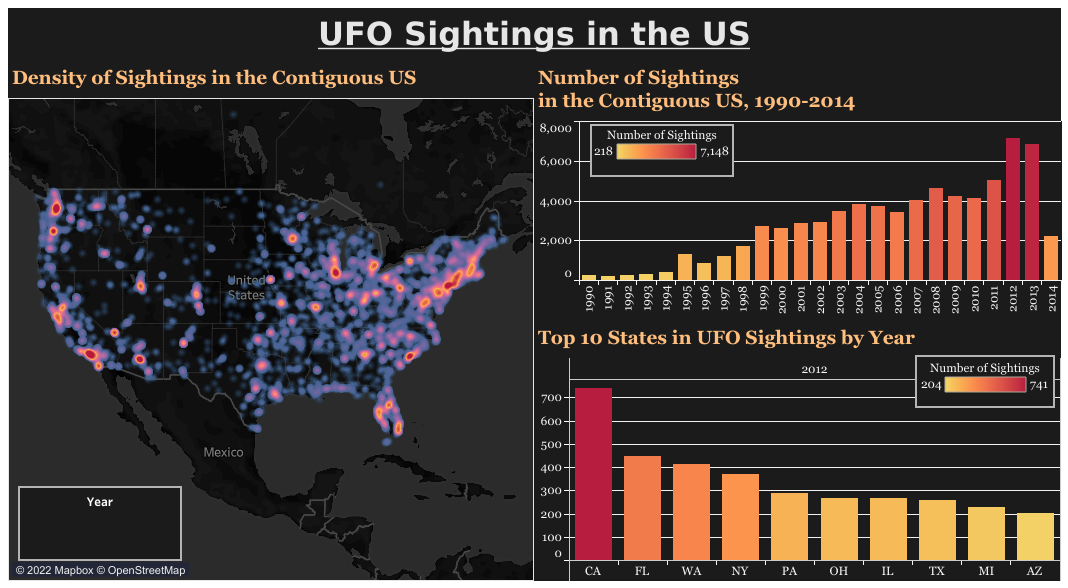 UFO Sightings in the US
Density of Sightings in the Contiguous US
United
States
Mexico
Year
© 2022 Mapbox © OpenStreetMap
Number of Sightings
in the Contiguous US, 1990-2014
8,000
6,000
4,000
2,000
0
Number of Sightings
218 7,148
1990 1991 1992 1993 1994 1995 1996 1997 1998 1999 2000 2001 2002 2003 2004 2005 2006 2007 2008 2009 2010 2011 2012 2013 2014
Top 10 States in UFO Sightings by Year
2012
Number of Sightings
204 741
700
600
500
400
300
200
100
0
CA FL WA NY PA OH IL TX MI AZ